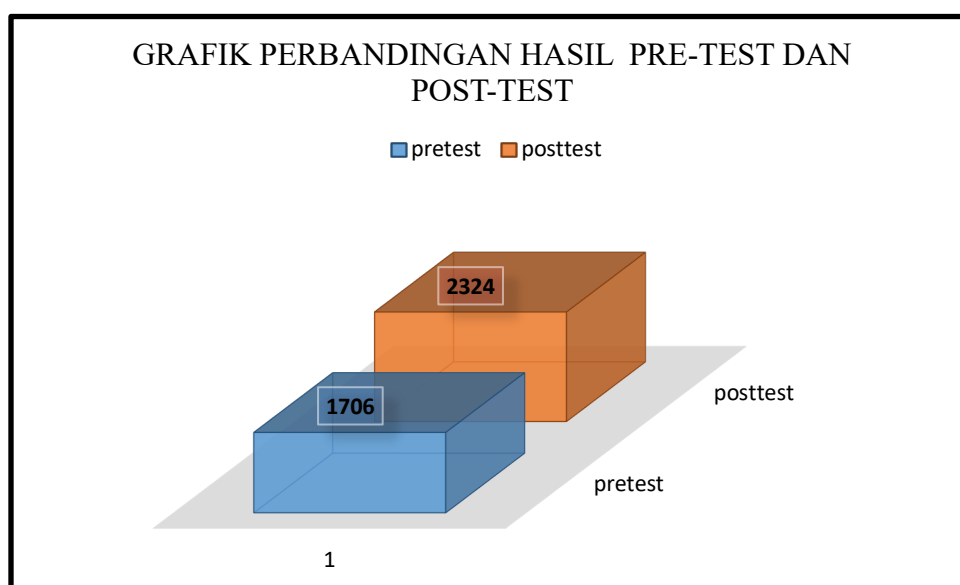 GRAFIK PERBANDINGAN HASIL PRE-TEST DAN
POST-TEST
pretest posttest
2324
1706
posttest
pretest
1